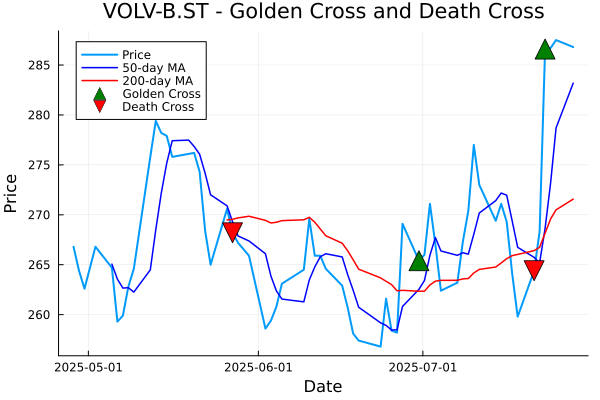 VOLV-B.ST - Golden Cross and Death Cross
Price
50-day MA
200-day MA
Golden Cross
Death Cross
285
280
275
270
265
260
Price
2025-05-01
2025-06-01
2025-07-01
Date